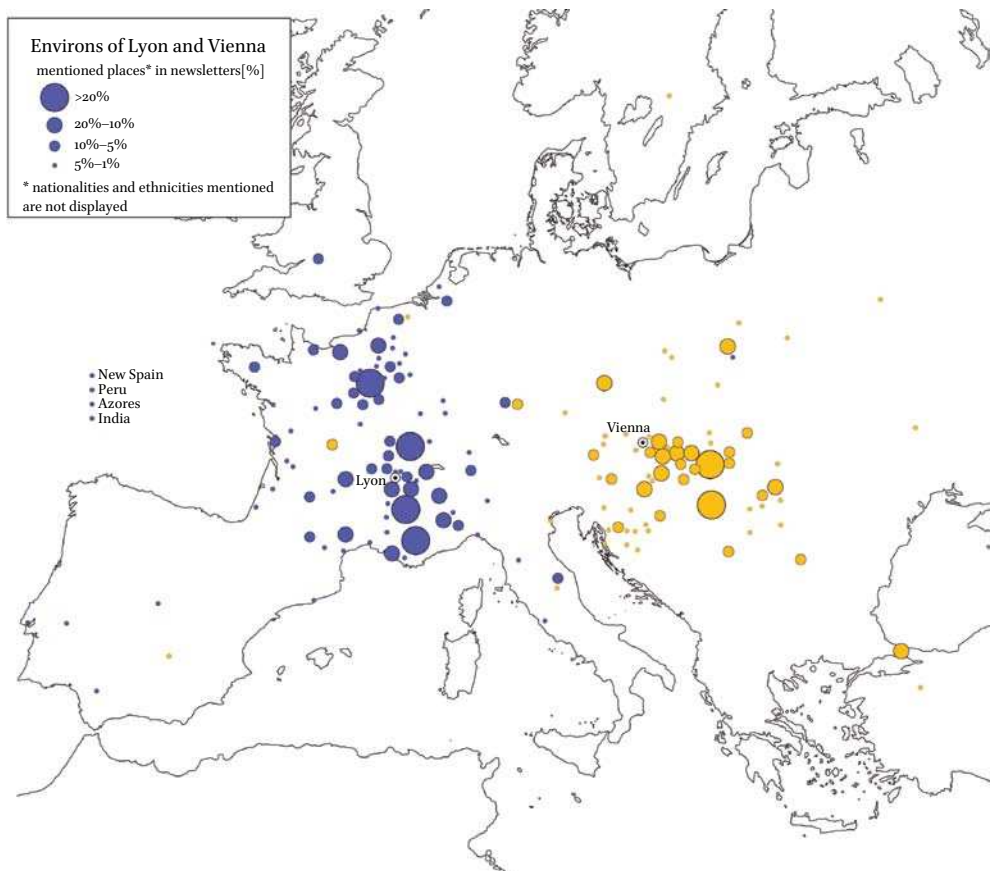 Environs of Lyon and Vienna
mentioned places* in newsletters[%]
>20%
20%–10%
10%–5%
5%–1%
* nationalities and ethnicities mentioned
are not displayed
New Spain
Peru
Azores
India
Vienna
Lyon